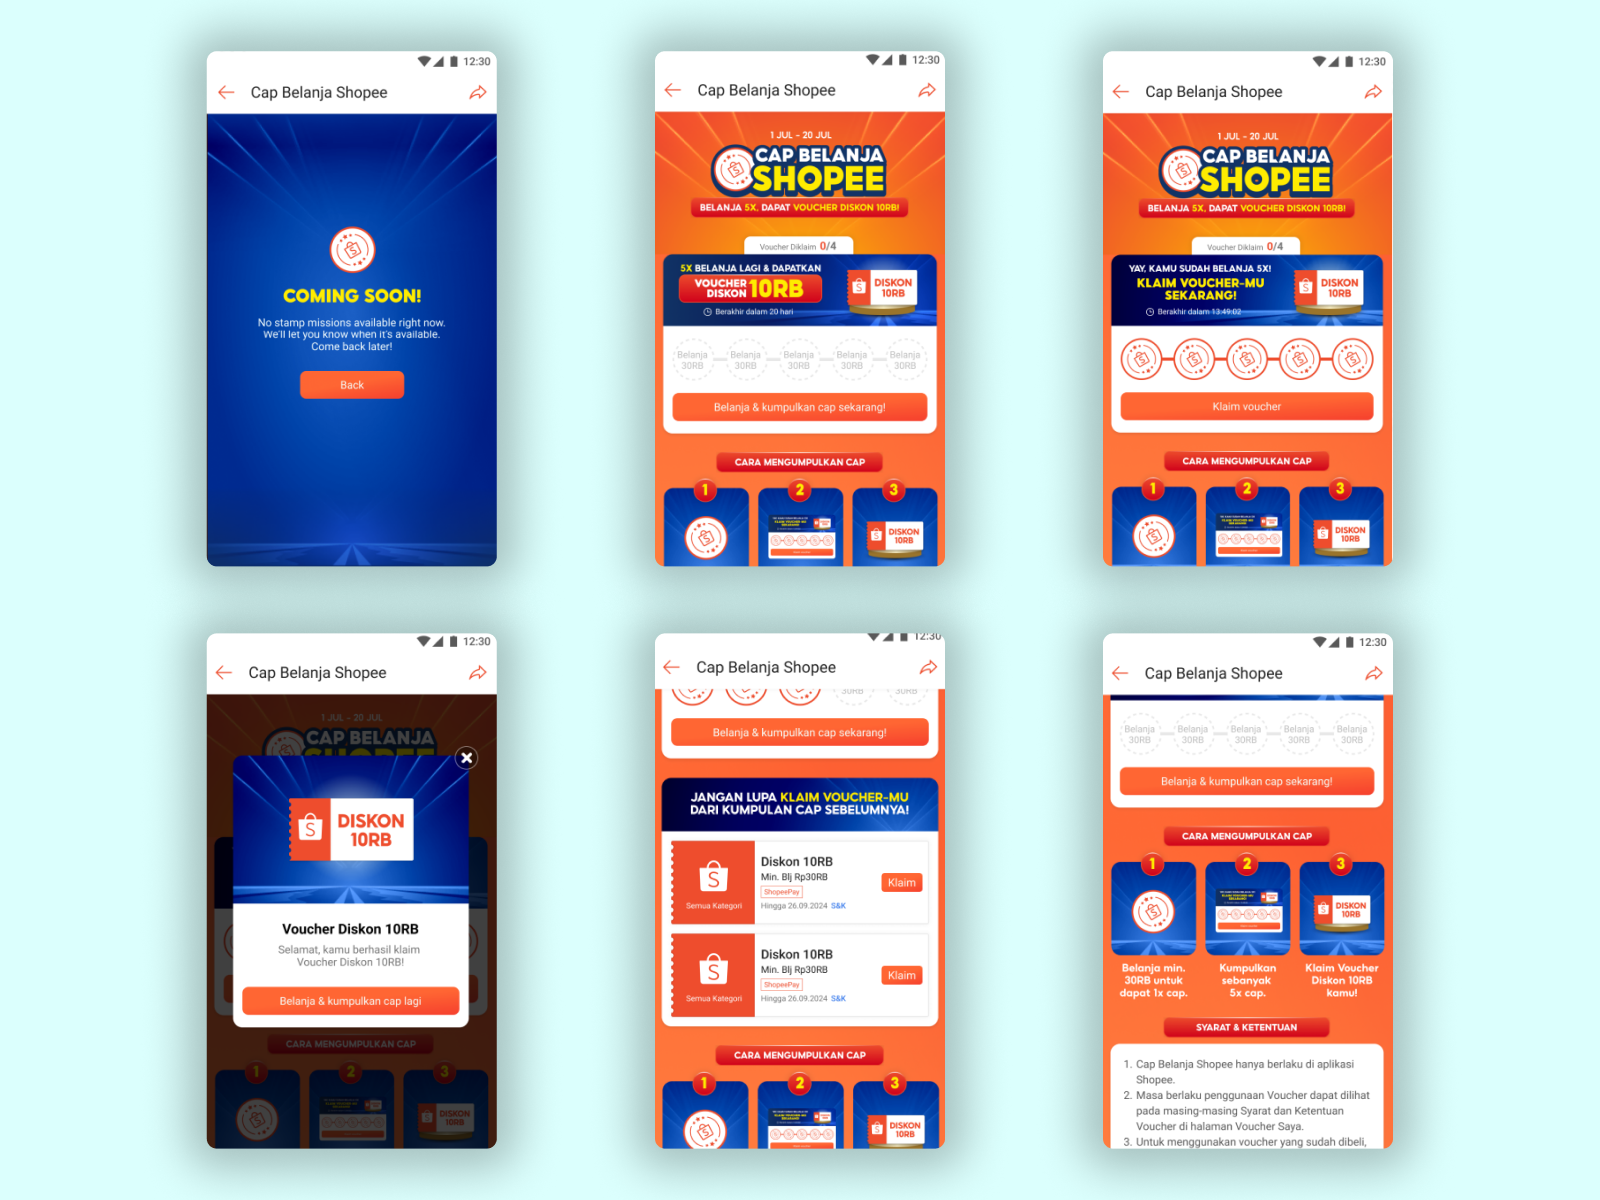 12:30
Cap Belanja Shopee
COMING SOON!
No stamp missions available right now.
We'll let you know when it's available.
Come back later!
Back
12:30
Cap Belanja Shopee
1 JUL - 20 JUL
CAP BELANJA
SHOPEE
BELANJA 5X, DAPAT VOUCHER DISKON 10RB!
Voucher Diklaim 0/4
5X BELANJA LAGI & DAPATKAN
VOUCHER DISKON 10RB
Berakhir dalam 20 hari
DISKON
10RB
Belanja 30RB
Belanja 30RB
Belanja 30RB
Belanja 30RB
Belanja 30RB
Belanja & kumpulkan cap sekarang!
CARA MENGUMPULKAN CAP
1
2
3
DISKON
10RB
12:30
Cap Belanja Shopee
1 JUL - 20 JUL
CAP BELANJA
SHOPEE
BELANJA 5X, DAPAT VOUCHER DISKON 10RB!
Voucher Diklaim 0/4
YAY, KAMU SUDAH BELANJA 5X!
KLAIM VOUCHER-MU
SEKARANG!
Berakhir dalam 13:49:02
DISKON
10RB
Klaim voucher
CARA MENGUMPULKAN CAP
1
2
3
DISKON
10RB
12:30
Cap Belanja Shopee
1 JUL - 20 JUL
CAP BELANJA
SHOPEE
DISKON
10RB
Voucher Diskon 10RB
Selamat, kamu berhasil klaim
Voucher Diskon 10RB!
Belanja & kumpulkan cap lagi
CARA MENGUMPULKAN CAP
1
2
3
DISKON
10RB
12:30
Cap Belanja Shopee
30RB
30RB
Belanja & kumpulkan cap sekarang!
JANGAN LUPA KLAIM VOUCHER-MU
DARI KUMPULAN CAP SEBELUMNYA!
Semua Kategori
Diskon 10RB
Min. Blj Rp30RB
ShopeePay
Hingga 26.09.2024 S&K
Klaim
Semua Kategori
Diskon 10RB
Min. Blj Rp30RB
ShopeePay
Hingga 26.09.2024 S&K
Klaim
CARA MENGUMPULKAN CAP
1
2
3
DISKON
10RB
12:30
Cap Belanja Shopee
Belanja 30RB
Belanja 30RB
Belanja 30RB
Belanja 30RB
Belanja 30RB
Belanja & kumpulkan cap sekarang!
CARA MENGUMPULKAN CAP
1
2
3
DISKON
10RB
Belanja min.
30RB untuk
dapat 1x cap.
Kumpulkan
sebanyak
5x cap.
Klaim Voucher
Diskon 10RB
kamu!
SYARAT & KETENTUAN
1. Cap Belanja Shopee hanya berlaku di aplikasi
Shopee.
2. Masa berlaku penggunaan Voucher dapat dilihat
pada masing-masing Syarat dan Ketentuan
Voucher di halaman Voucher Saya.
3. Untuk menggunakan voucher yang sudah dibeli,